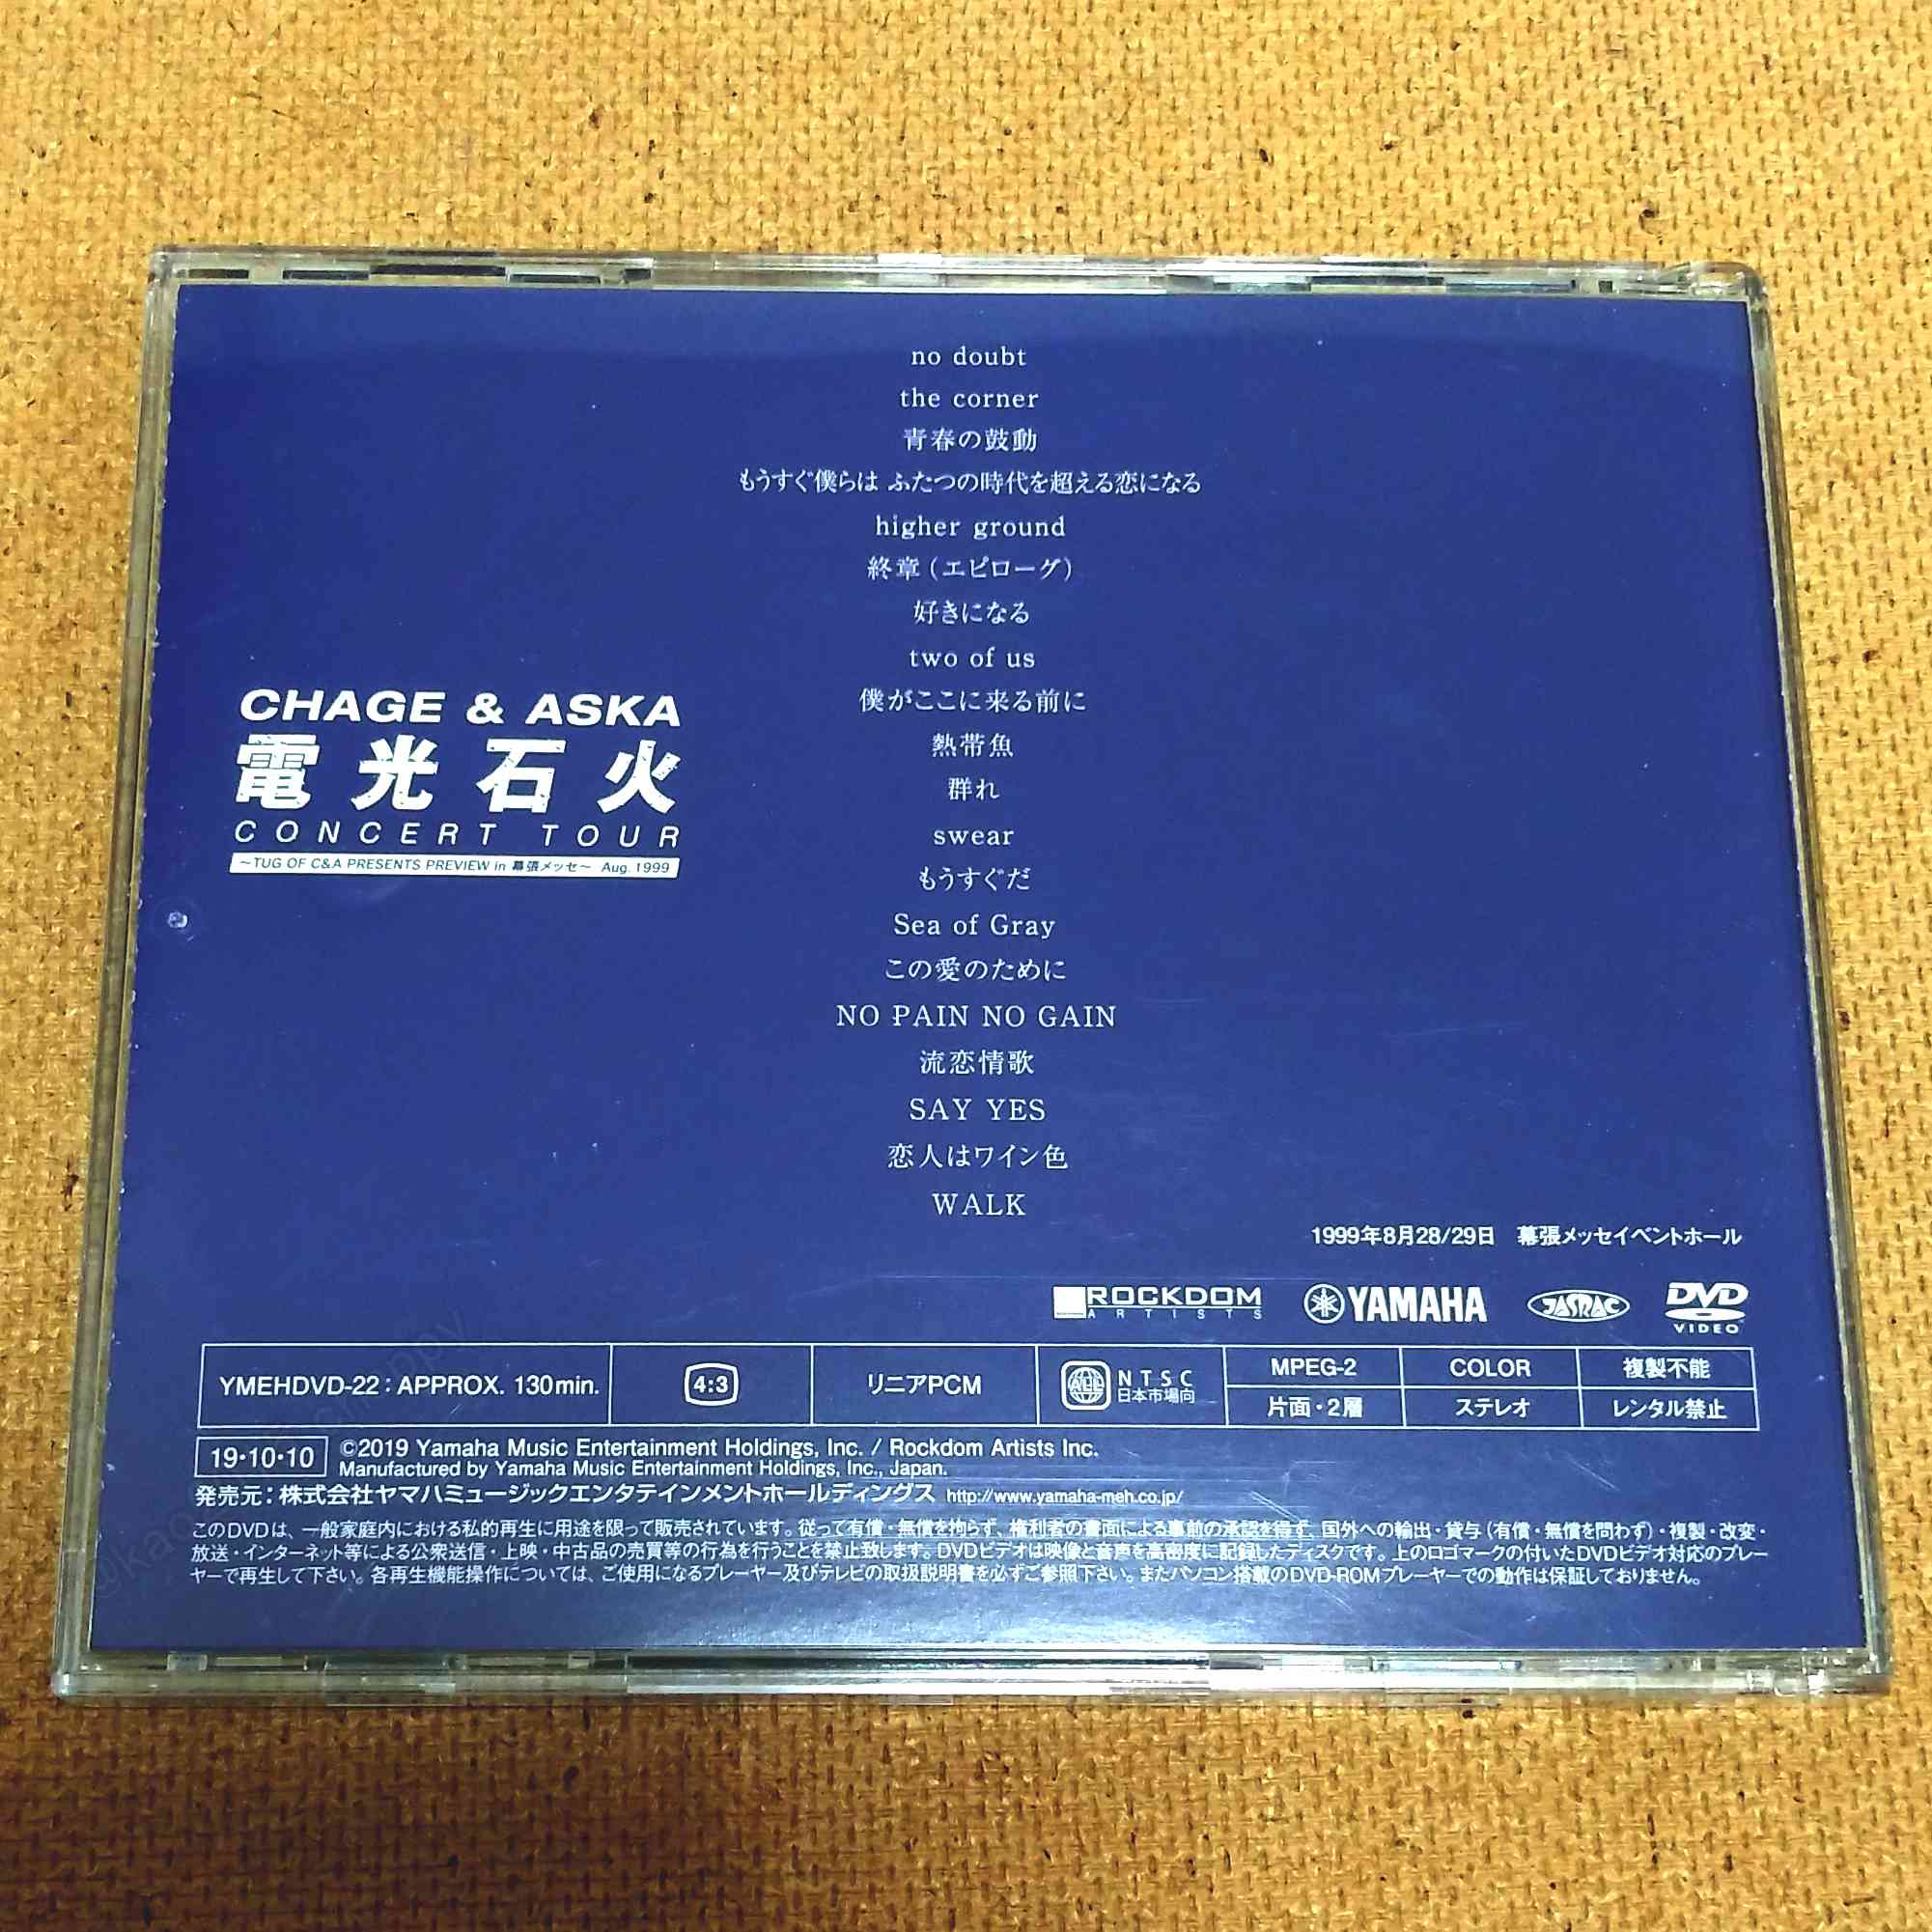 no doubt
the corner
青春の鼓動
もうすぐ僕らは ふたつの時代を超える恋になる
higher ground
終章(エピローグ)
好きになる
two of us
僕がここに来る前に
熱帯魚
群れ
swear
もうすぐだ
Sea of Gray
この愛のために
NO PAIN NO GAIN
流恋情歌
SAY YES
恋人はワイン色
WALK
CHAGE & ASKA
電光石火
CONCERT TOUR
~TUG OF C&A PRESENTS PREVIEW in 幕張メッセ~ Aug.1999
1999年8月28/29日 幕張メッセイベントホール
ROCKDOM
ARTISTS
YAMAHA
JASRAC
DVD
VIDEO
YMEHDVD-22:APPROX. 130min.
4:3
リニアPCM
ALL
NTSC
日本市場向
MPEG-2
COLOR
複製不能
片面・2層
ステレオ
レンタル禁止
19・10・10
©2019 Yamaha Music Entertainment Holdings, Inc. / Rockdom Artists Inc.
Manufactured by Yamaha Music Entertainment Holdings, Inc., Japan.
発売元:株式会社ヤマハミュージックエンタテインメントホールディングス http://www.yamaha-meh.co.jp/
このDVDは、一般家庭内における私的再生に用途を限って販売されています。従って有償・無償を拘らず、権利者の書面による事前の承認を得ず、国外への輸出・貸与(有償・無償を問わず)・複製・改変・
放送・インターネット等による公衆送信・上映・中古品の売買等の行為を行うことを禁止致します。DVDビデオは映像と音声を高密度に記録したディスクです。上のロゴマークの付いたDVDビデオ対応のプレー
ヤーで再生して下さい。各再生機能操作については、ご使用になるプレーヤー及びテレビの取扱説明書を必ずご参照下さい。またパソコン搭載のDVD-ROMプレーヤーでの動作は保証しておりません。